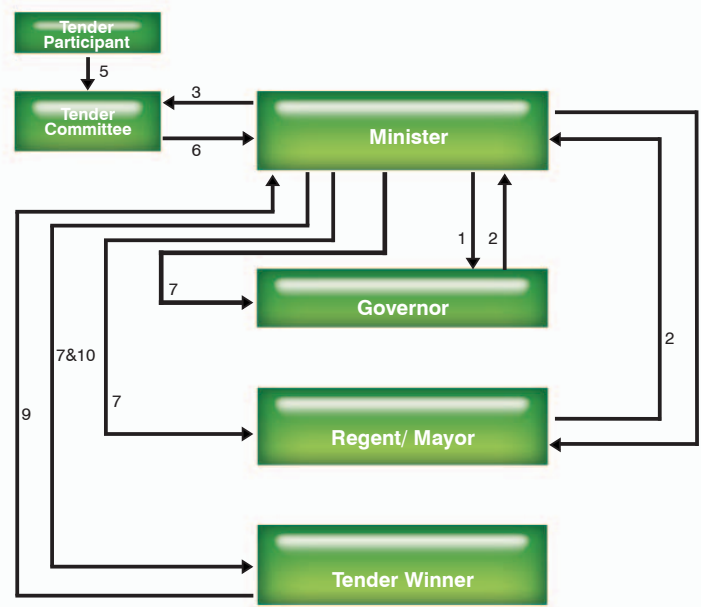 Tender
Participant
5
Tender
Committee
3
6
Minister
1
2
7
Governor
2
7&10
7
9
Regent/ Mayor
Tender Winner